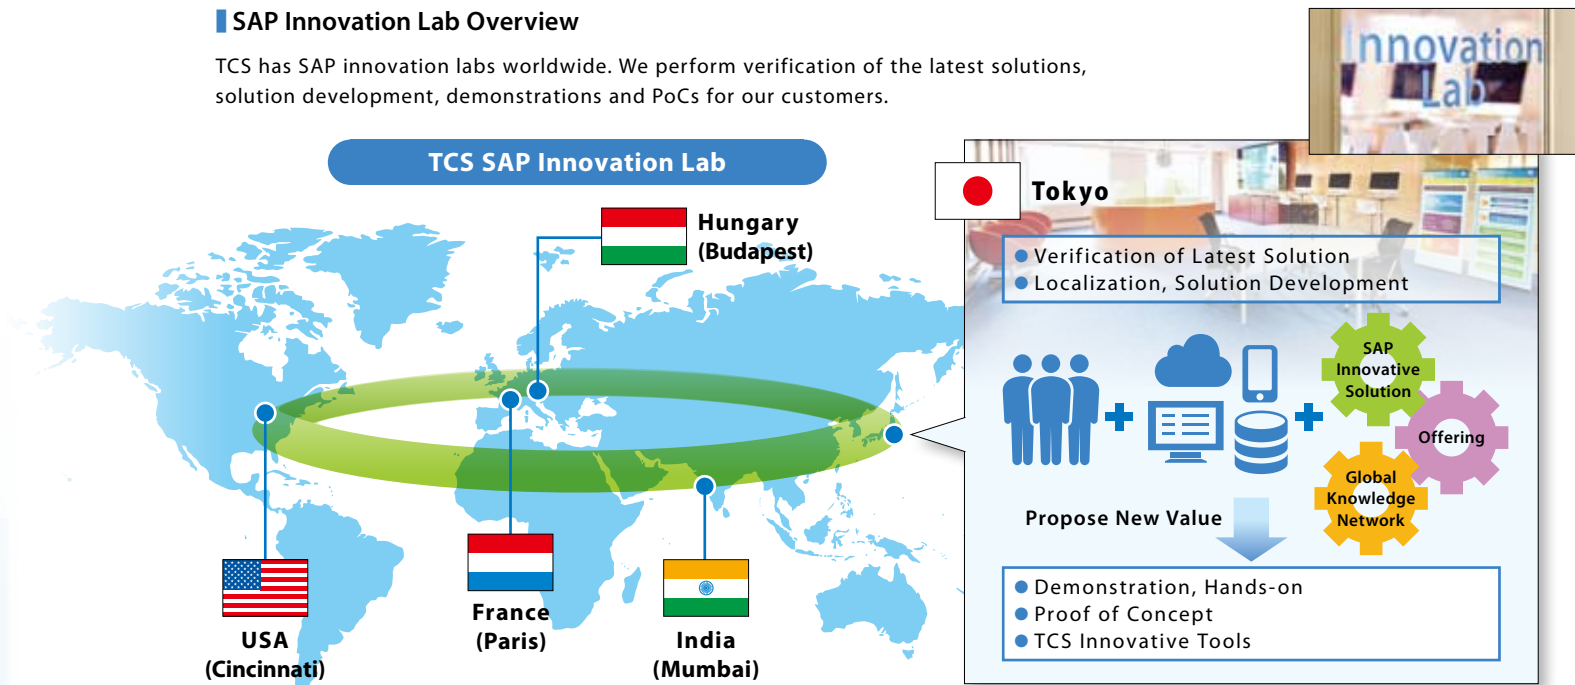 SAP Innovation Lab Overview
TCS has SAP innovation labs worldwide. We perform verification of the latest solutions,
solution development, demonstrations and PoCs for our customers.
Innovation
Lab
TCS SAP Innovation Lab
Hungary
(Budapest)
USA
(Cincinnati)
France
(Paris)
India
(Mumbai)
Tokyo
Verification of Latest Solution
Localization, Solution Development
SAP
Innovative
Solution
Offering
Global
Knowledge
Network
Propose New Value
Demonstration, Hands-on
Proof of Concept
TCS Innovative Tools